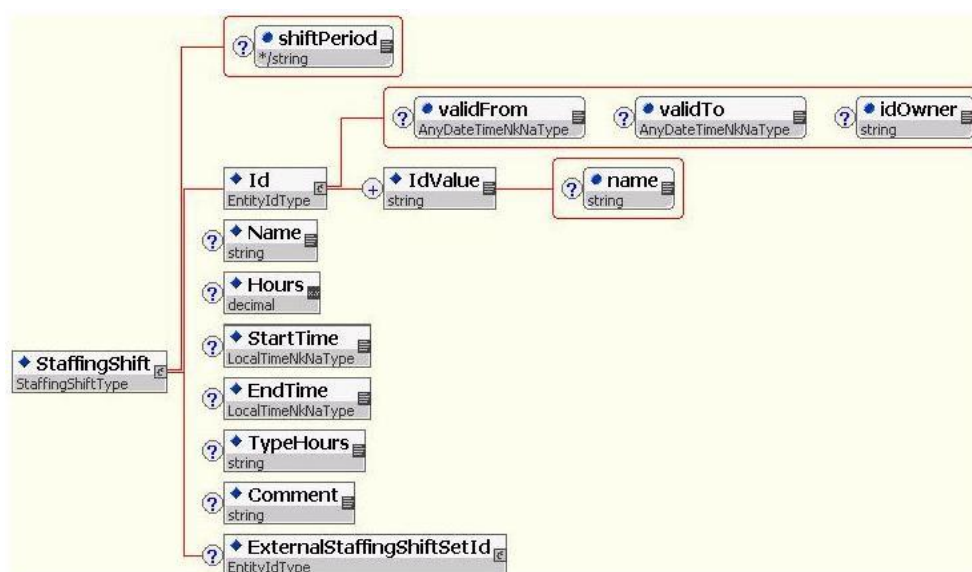 shiftPeriod
*/string
validFrom
AnyDateTimeNkNaType
validTo
AnyDateTimeNkNaType
idOwner
string
Id
EntityIdType
IdValue
string
name
string
Name
string
Hours
decimal
StartTime
LocalTimeNkNaType
StaffingShift
StaffingShiftType
EndTime
LocalTimeNkNaType
TypeHours
string
Comment
string
ExternalStaffingShiftSetId
EntityIdType